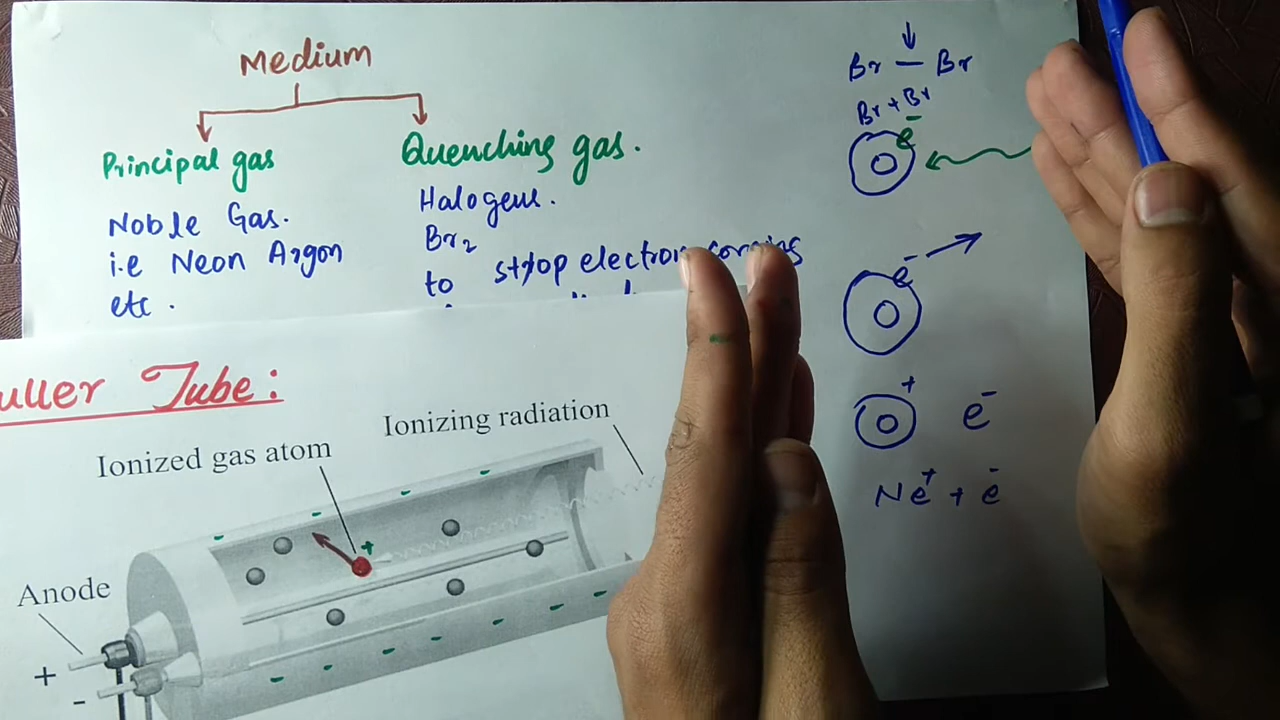 Medium
Principal gas
Noble Gas.
i.e Neon Argon
etc.
Quenching gas.
Halogens.
Br2
to stop electron
Br — Br
Br + Br
e-
e-
+
e-
Ne+ + e-
Tube:
Ionizing radiation
Ionized gas atom
+
Anode
+
-